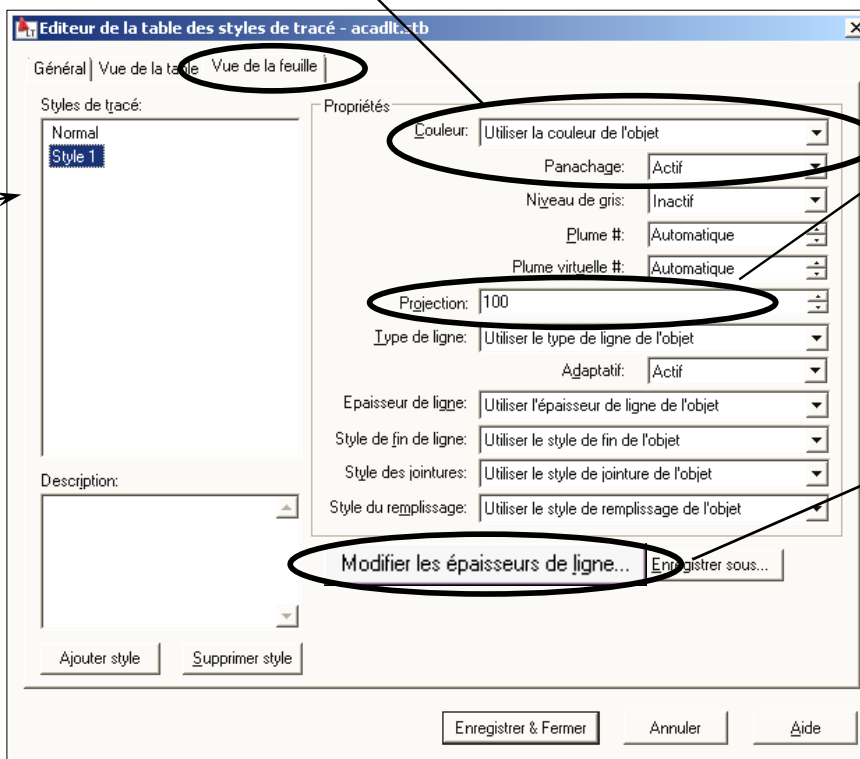 Editeur de la table des styles de tracé - acadlt.stb
Général Vue de la table Vue de la feuille
Styles de tracé:
Normal
Style 1
Description:
Ajouter style Supprimer style
Propriétés
Couleur: Utiliser la couleur de l'objet
Panachage: Actif
Niveau de gris: Inactif
Plume #: Automatique
Plume virtuelle #: Automatique
Projection: 100
Type de ligne: Utiliser le type de ligne de l'objet
Adaptatif: Actif
Epaisseur de ligne: Utiliser l'épaisseur de ligne de l'objet
Style de fin de ligne: Utiliser le style de fin de l'objet
Style des jointures: Utiliser le style de jointure de l'objet
Style du remplissage: Utiliser le style de remplissage de l'objet
Modifier les épaisseurs de ligne... Enregistrer sous...
Enregistrer & Fermer Annuler Aide